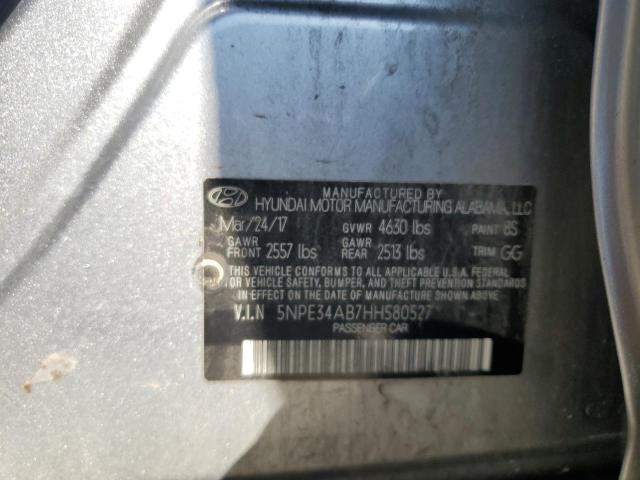 MANUFACTURED BY
HYUNDAI MOTOR MANUFACTURING ALABAMA, LLC
Mar/24/17 GVWR 4630 lbs PAINT 8S
GAWR FRONT 2557 lbs GAWR REAR 2513 lbs TRIM GG
THIS VEHICLE CONFORMS TO ALL APPLICABLE U.S.A. FEDERAL
MOTOR VEHICLE SAFETY, BUMPER, AND THEFT PREVENTION STANDARDS
IN EFFECT ON THE DATE OF MANUFACTURE SHOWN ABOVE.
V.I.N 5NPE34AB7HH580527
PASSENGER CAR